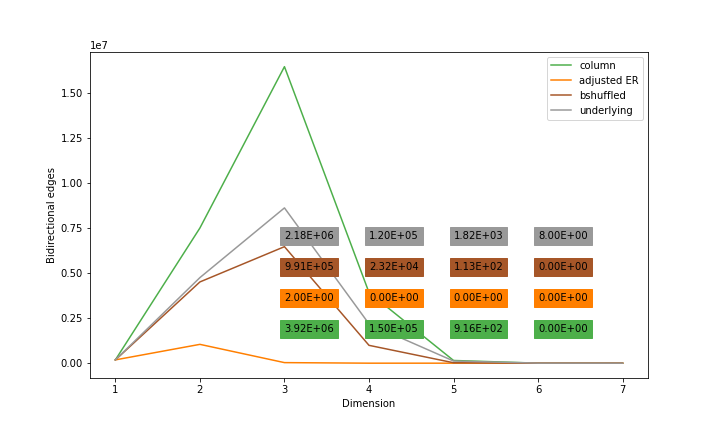 1e7
column
adjusted ER
bshuffled
underlying
Bidirectional edges
1.50
1.25
1.00
0.75
0.50
0.25
0.00
2.18E+06 1.20E+05 1.82E+03 8.00E+00
9.91E+05 2.32E+04 1.13E+02 0.00E+00
2.00E+00 0.00E+00 0.00E+00 0.00E+00
3.92E+06 1.50E+05 9.16E+02 0.00E+00
1 2 3 4 5 6 7
Dimension